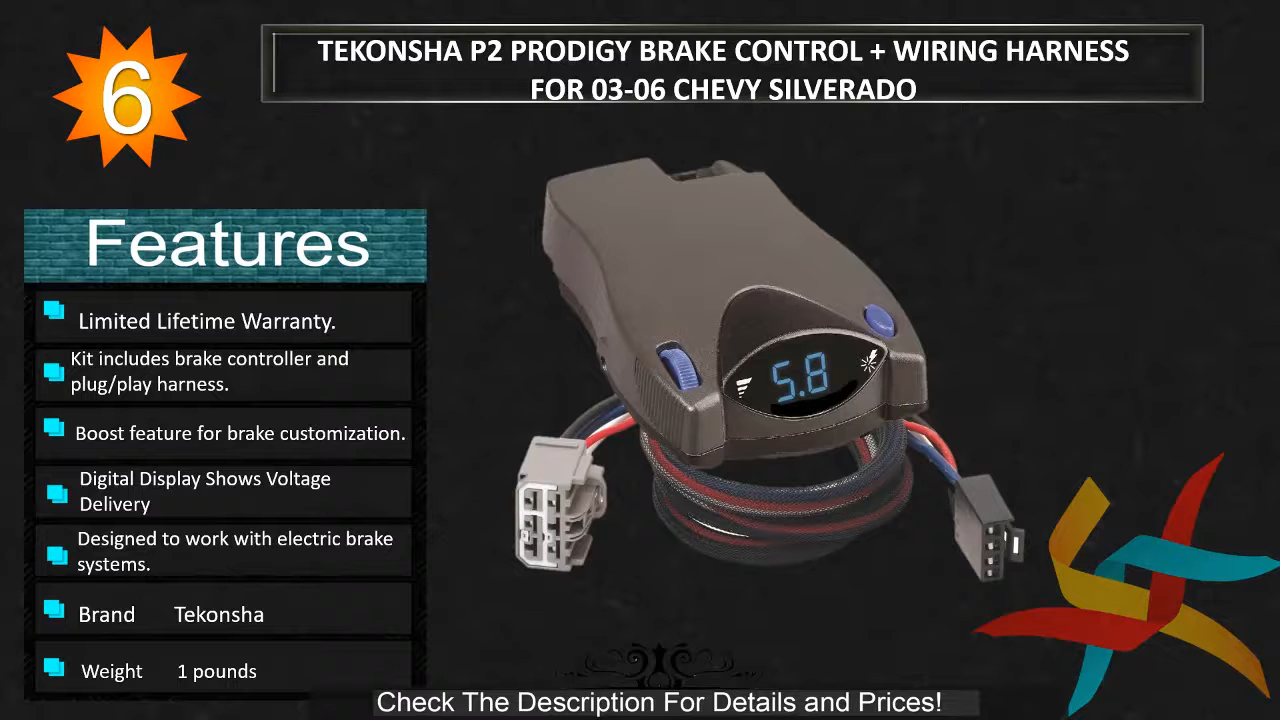 6
TEKONSHA P2 PRODIGY BRAKE CONTROL + WIRING HARNESS
FOR 03-06 CHEVY SILVERADO
Features
Limited Lifetime Warranty.
Kit includes brake controller and
plug/play harness.
Boost feature for brake customization.
Digital Display Shows Voltage
Delivery
Designed to work with electric brake
systems.
Brand Tekonsha
Weight 1 pounds
5.8
Check The Description For Details and Prices!